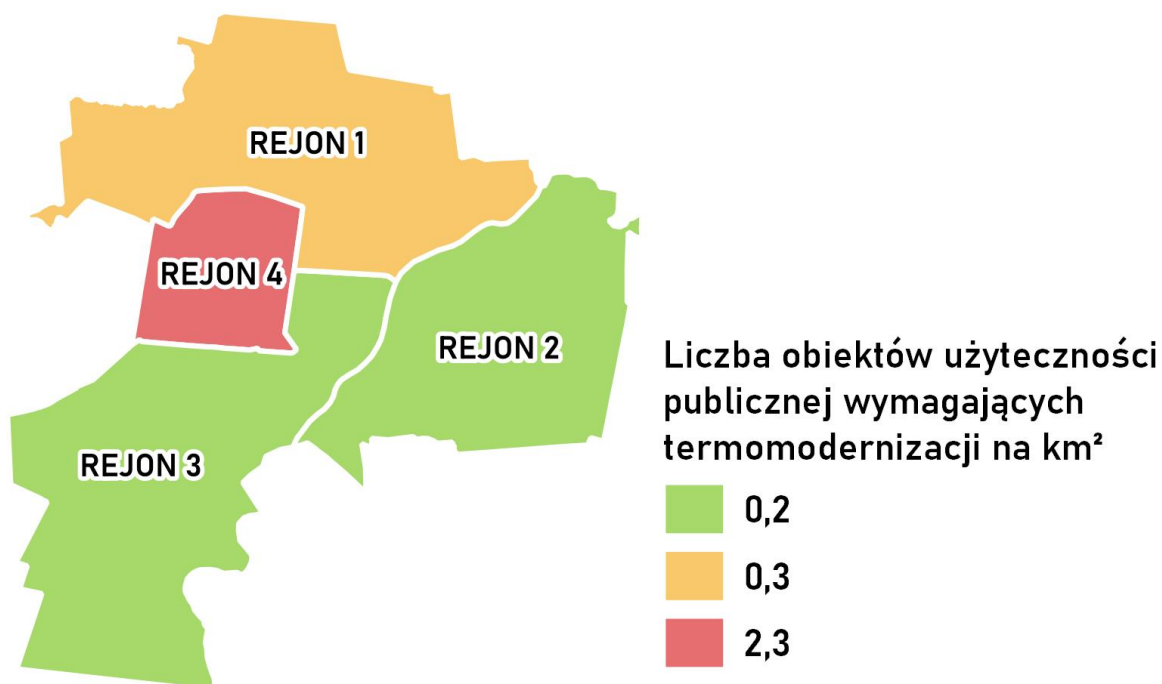 REJON 1
REJON 4
REJON 2
REJON 3
Liczba obiektów użyteczności
publicznej wymagających
termomodernizacji na km²
0,2
0,3
2,3